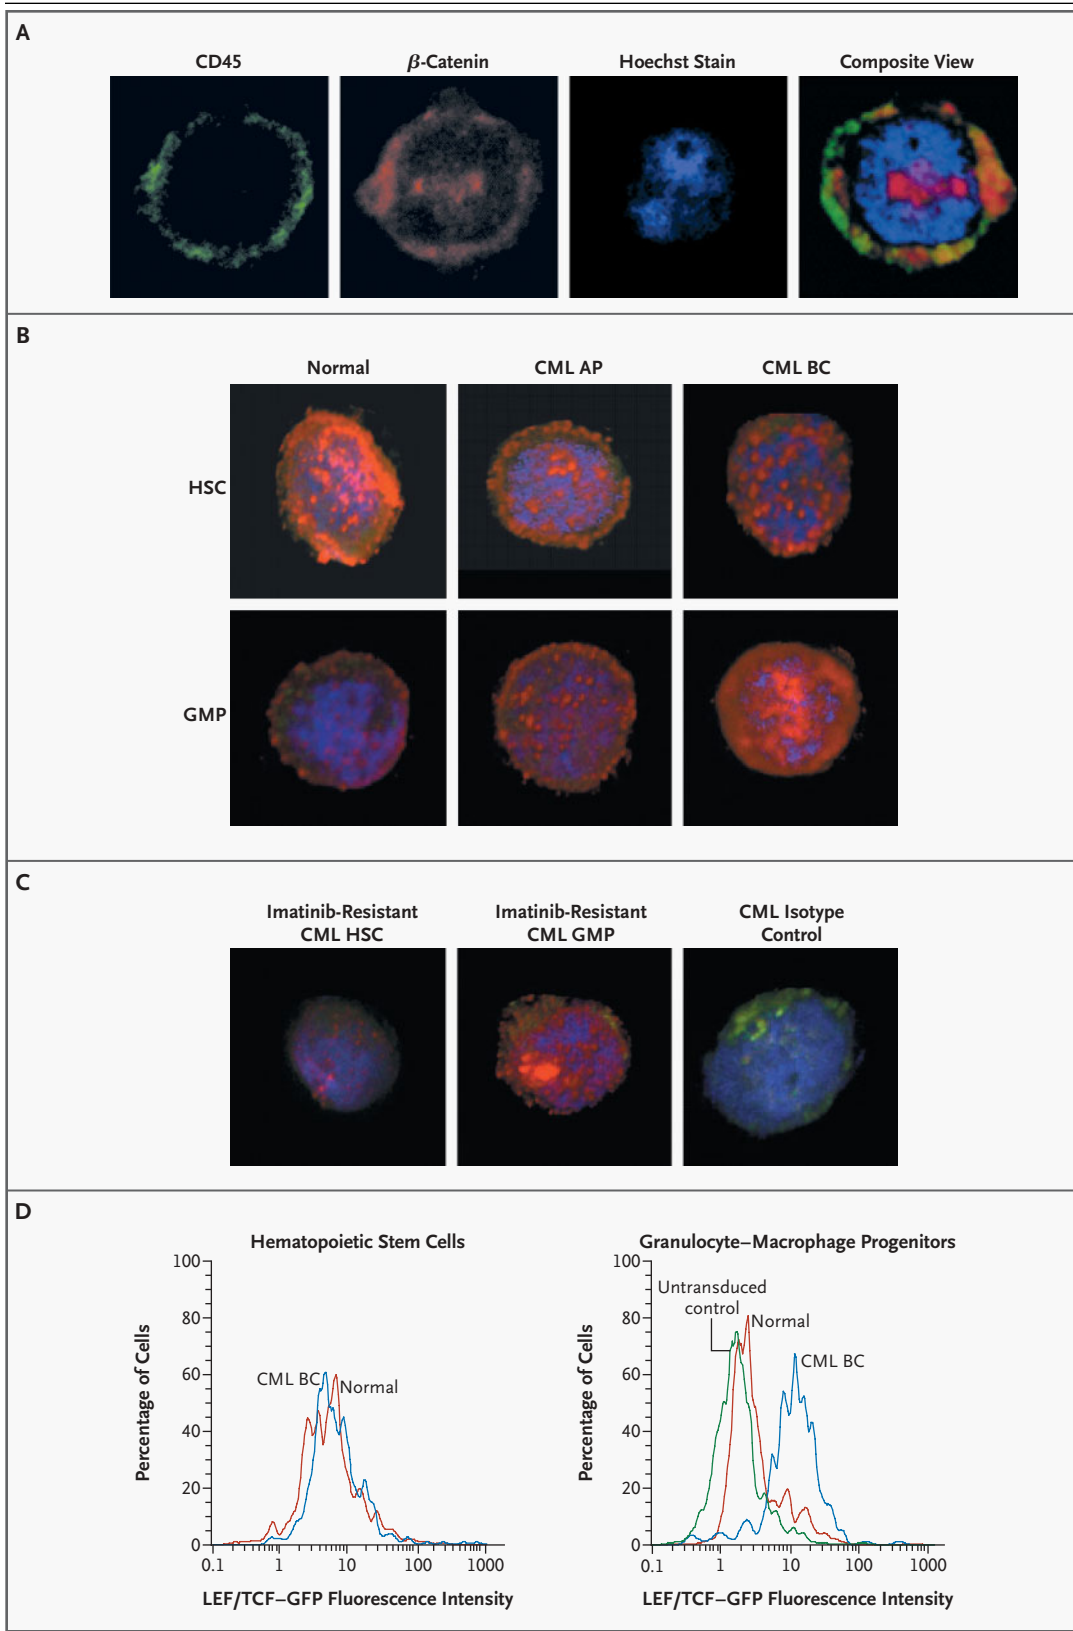 A
CD45
β-Catenin
Hoechst Stain
Composite View
B
Normal
CML AP
CML BC
HSC
GMP
C
Imatinib-Resistant
CML HSC
Imatinib-Resistant
CML GMP
CML Isotype
Control
D
Hematopoietic Stem Cells
Percentage of Cells
100
80
60
40
20
0
CML BC
Normal
0.1
1
10
100
1000
LEF/TCF–GFP Fluorescence Intensity
Granulocyte–Macrophage Progenitors
Percentage of Cells
100
80
60
40
20
0
Untransduced
control
Normal
CML BC
0.1
1
10
100
1000
LEF/TCF–GFP Fluorescence Intensity